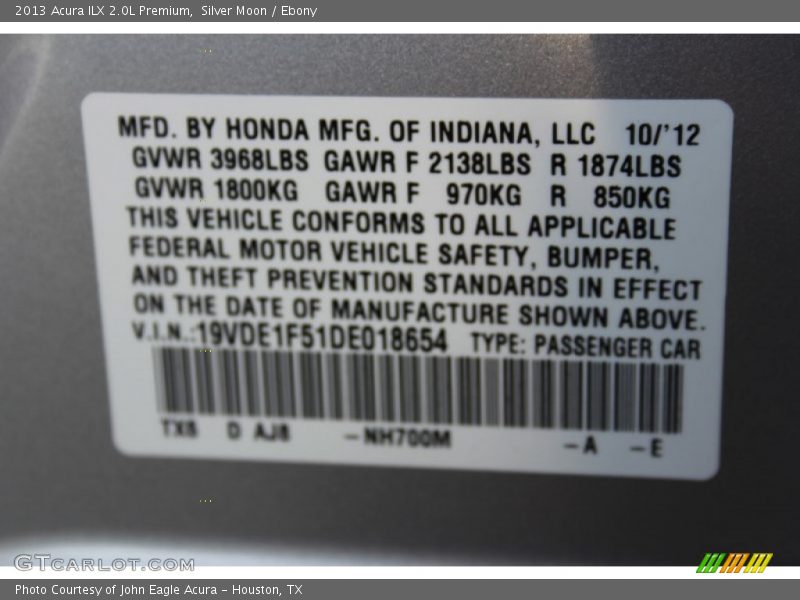 2013 Acura ILX 2.0L Premium,  Silver Moon / Ebony
MFD. BY HONDA MFG. OF INDIANA, LLC 10/'12
GVWR 3968LBS GAWR F 2138LBS R 1874LBS
GVWR 1800KG GAWR F 970KG R 850KG
THIS VEHICLE CONFORMS TO ALL APPLICABLE
FEDERAL MOTOR VEHICLE SAFETY, BUMPER,
AND THEFT PREVENTION STANDARDS IN EFFECT
ON THE DATE OF MANUFACTURE SHOWN ABOVE.
V.I.N.:19VDE1F51DE018654 TYPE: PASSENGER CAR
TX6 D AJ8 -NH700M -A -E
GTCARLOT.COM
Photo Courtesy of John Eagle Acura - Houston, TX